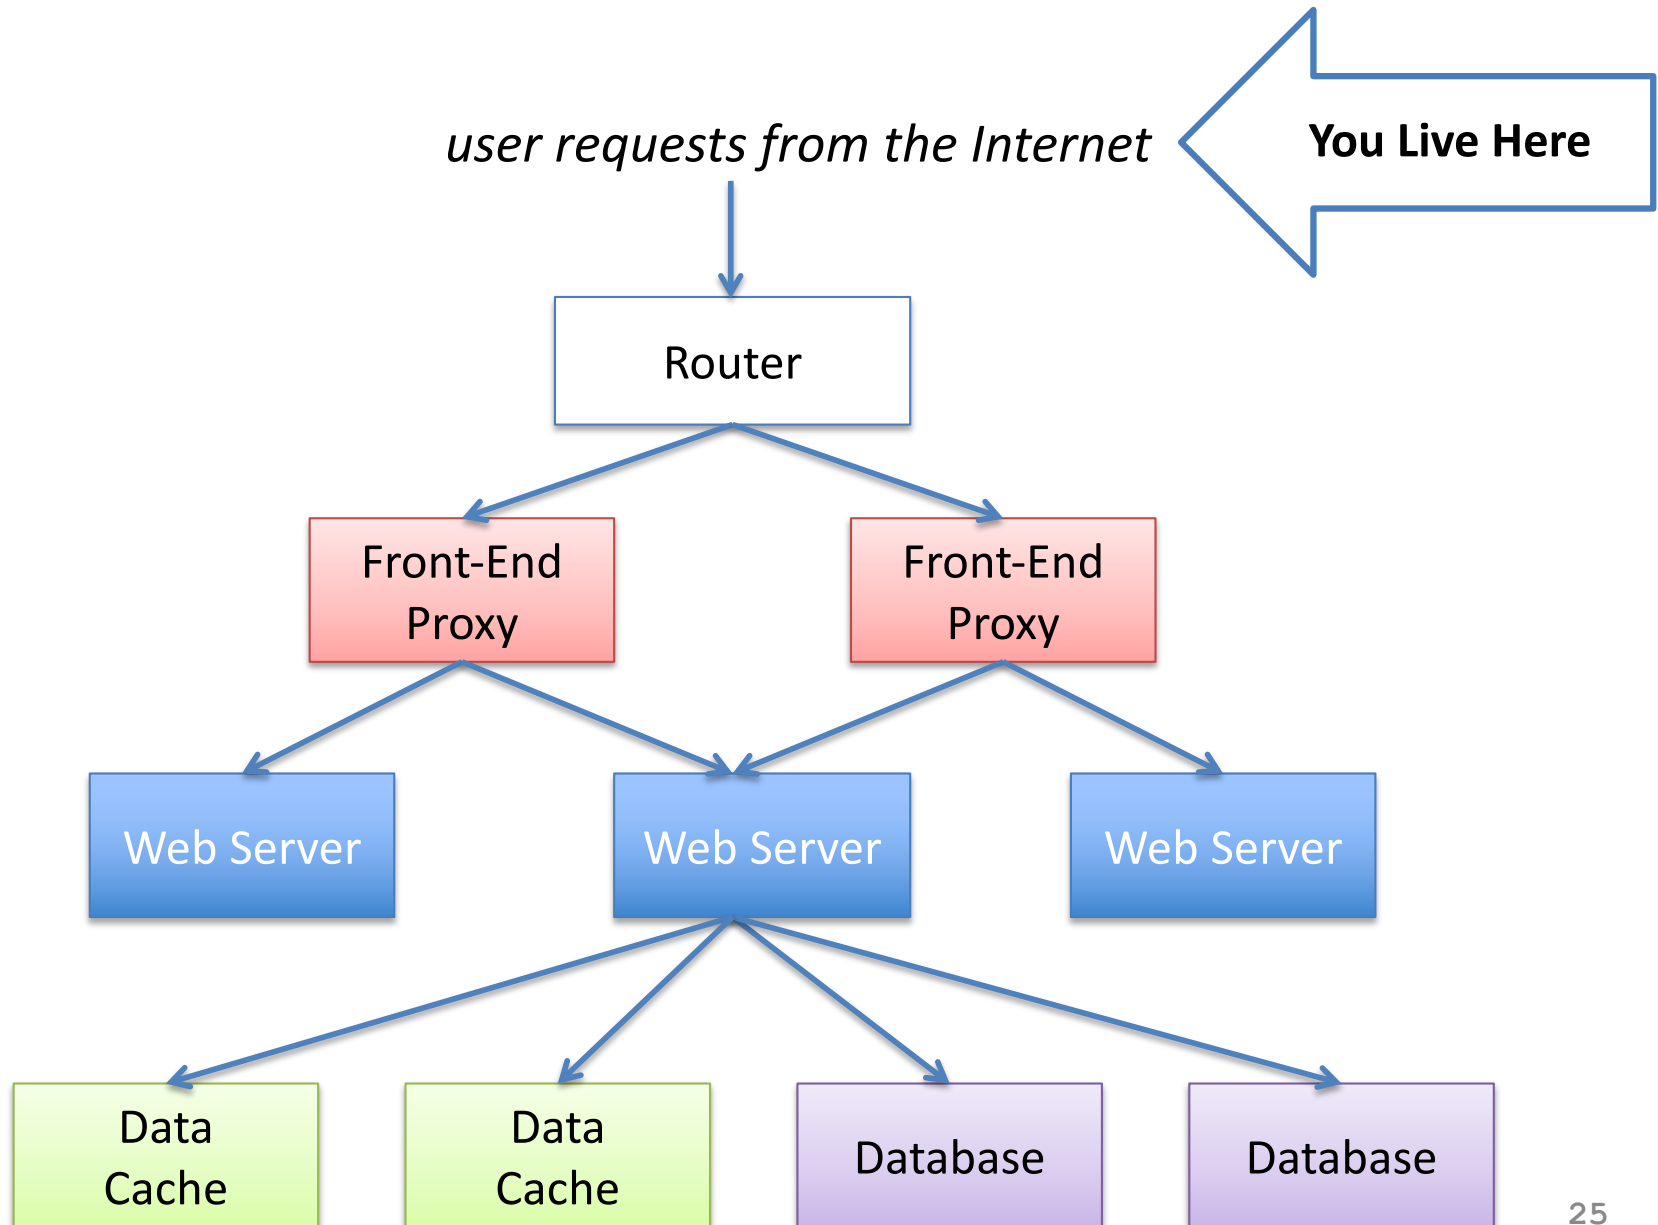 user requests from the Internet
You Live Here
Router
Front-End
Proxy
Front-End
Proxy
Web Server
Web Server
Web Server
Data
Cache
Data
Cache
Database
Database
25